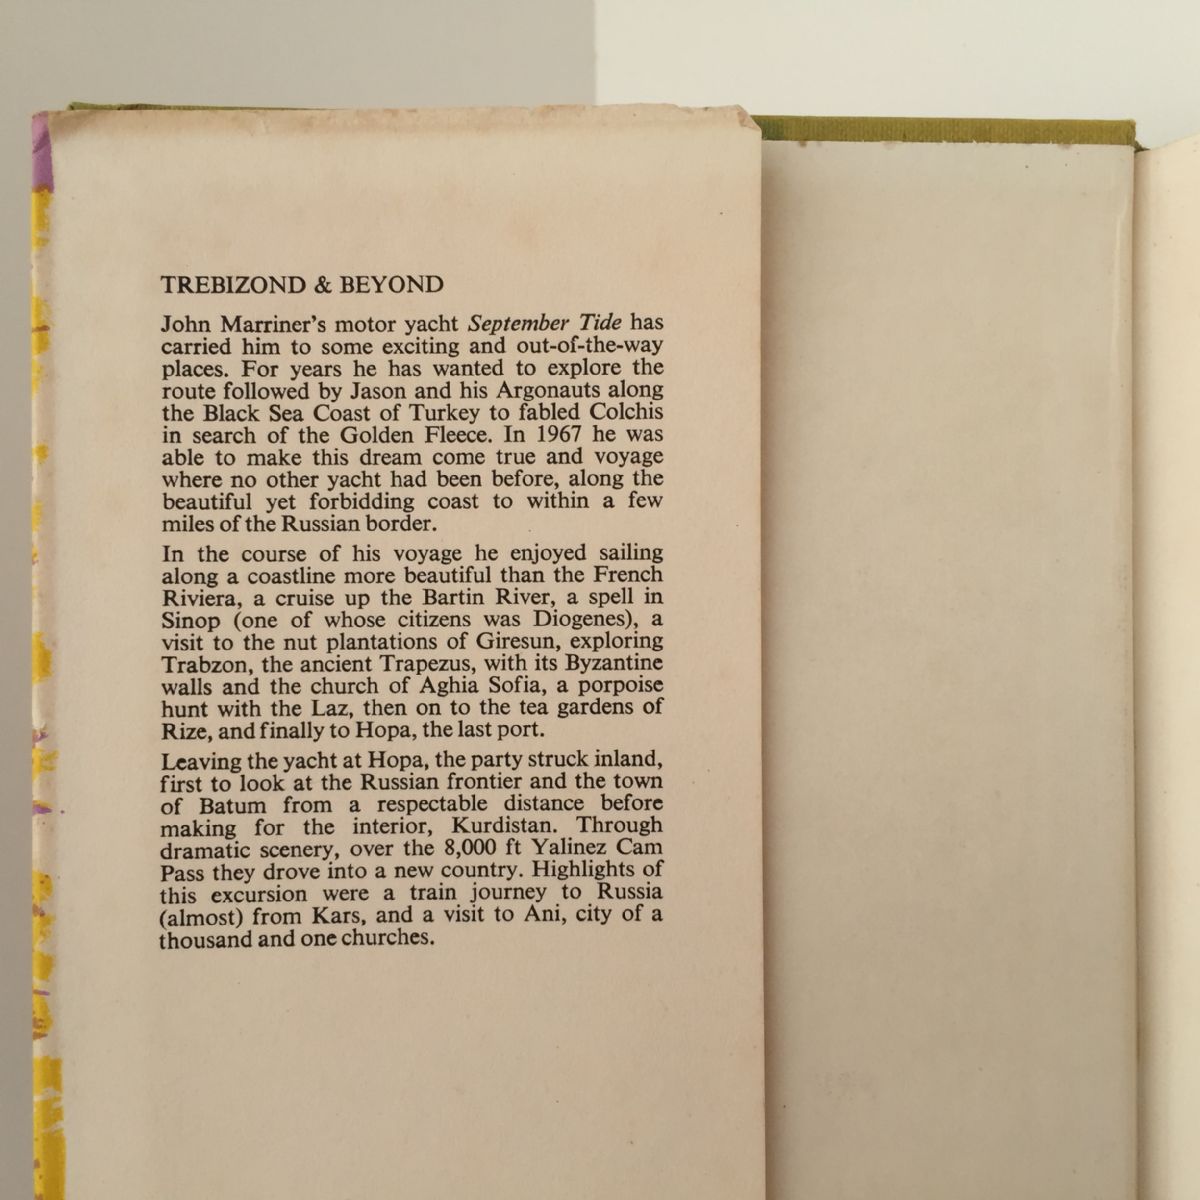 TREBIZOND & BEYOND
John Marriner's motor yacht September Tide has
carried him to some exciting and out-of-the-way
places. For years he has wanted to explore the
route followed by Jason and his Argonauts along
the Black Sea Coast of Turkey to fabled Colchis
in search of the Golden Fleece. In 1967 he was
able to make this dream come true and voyage
where no other yacht had been before, along the
beautiful yet forbidding coast to within a few
miles of the Russian border.
In the course of his voyage he enjoyed sailing
along a coastline more beautiful than the French
Riviera, a cruise up the Bartin River, a spell in
Sinop (one of whose citizens was Diogenes), a
visit to the nut plantations of Giresun, exploring
Trabzon, the ancient Trapezus, with its Byzantine
walls and the church of Aghia Sofia, a porpoise
hunt with the Laz, then on to the tea gardens of
Rize, and finally to Hopa, the last port.
Leaving the yacht at Hopa, the party struck inland,
first to look at the Russian frontier and the town
of Batum from a respectable distance before
making for the interior, Kurdistan. Through
dramatic scenery, over the 8,000 ft Yalinez Cam
Pass they drove into a new country. Highlights of
this excursion were a train journey to Russia
(almost) from Kars, and a visit to Ani, city of a
thousand and one churches.